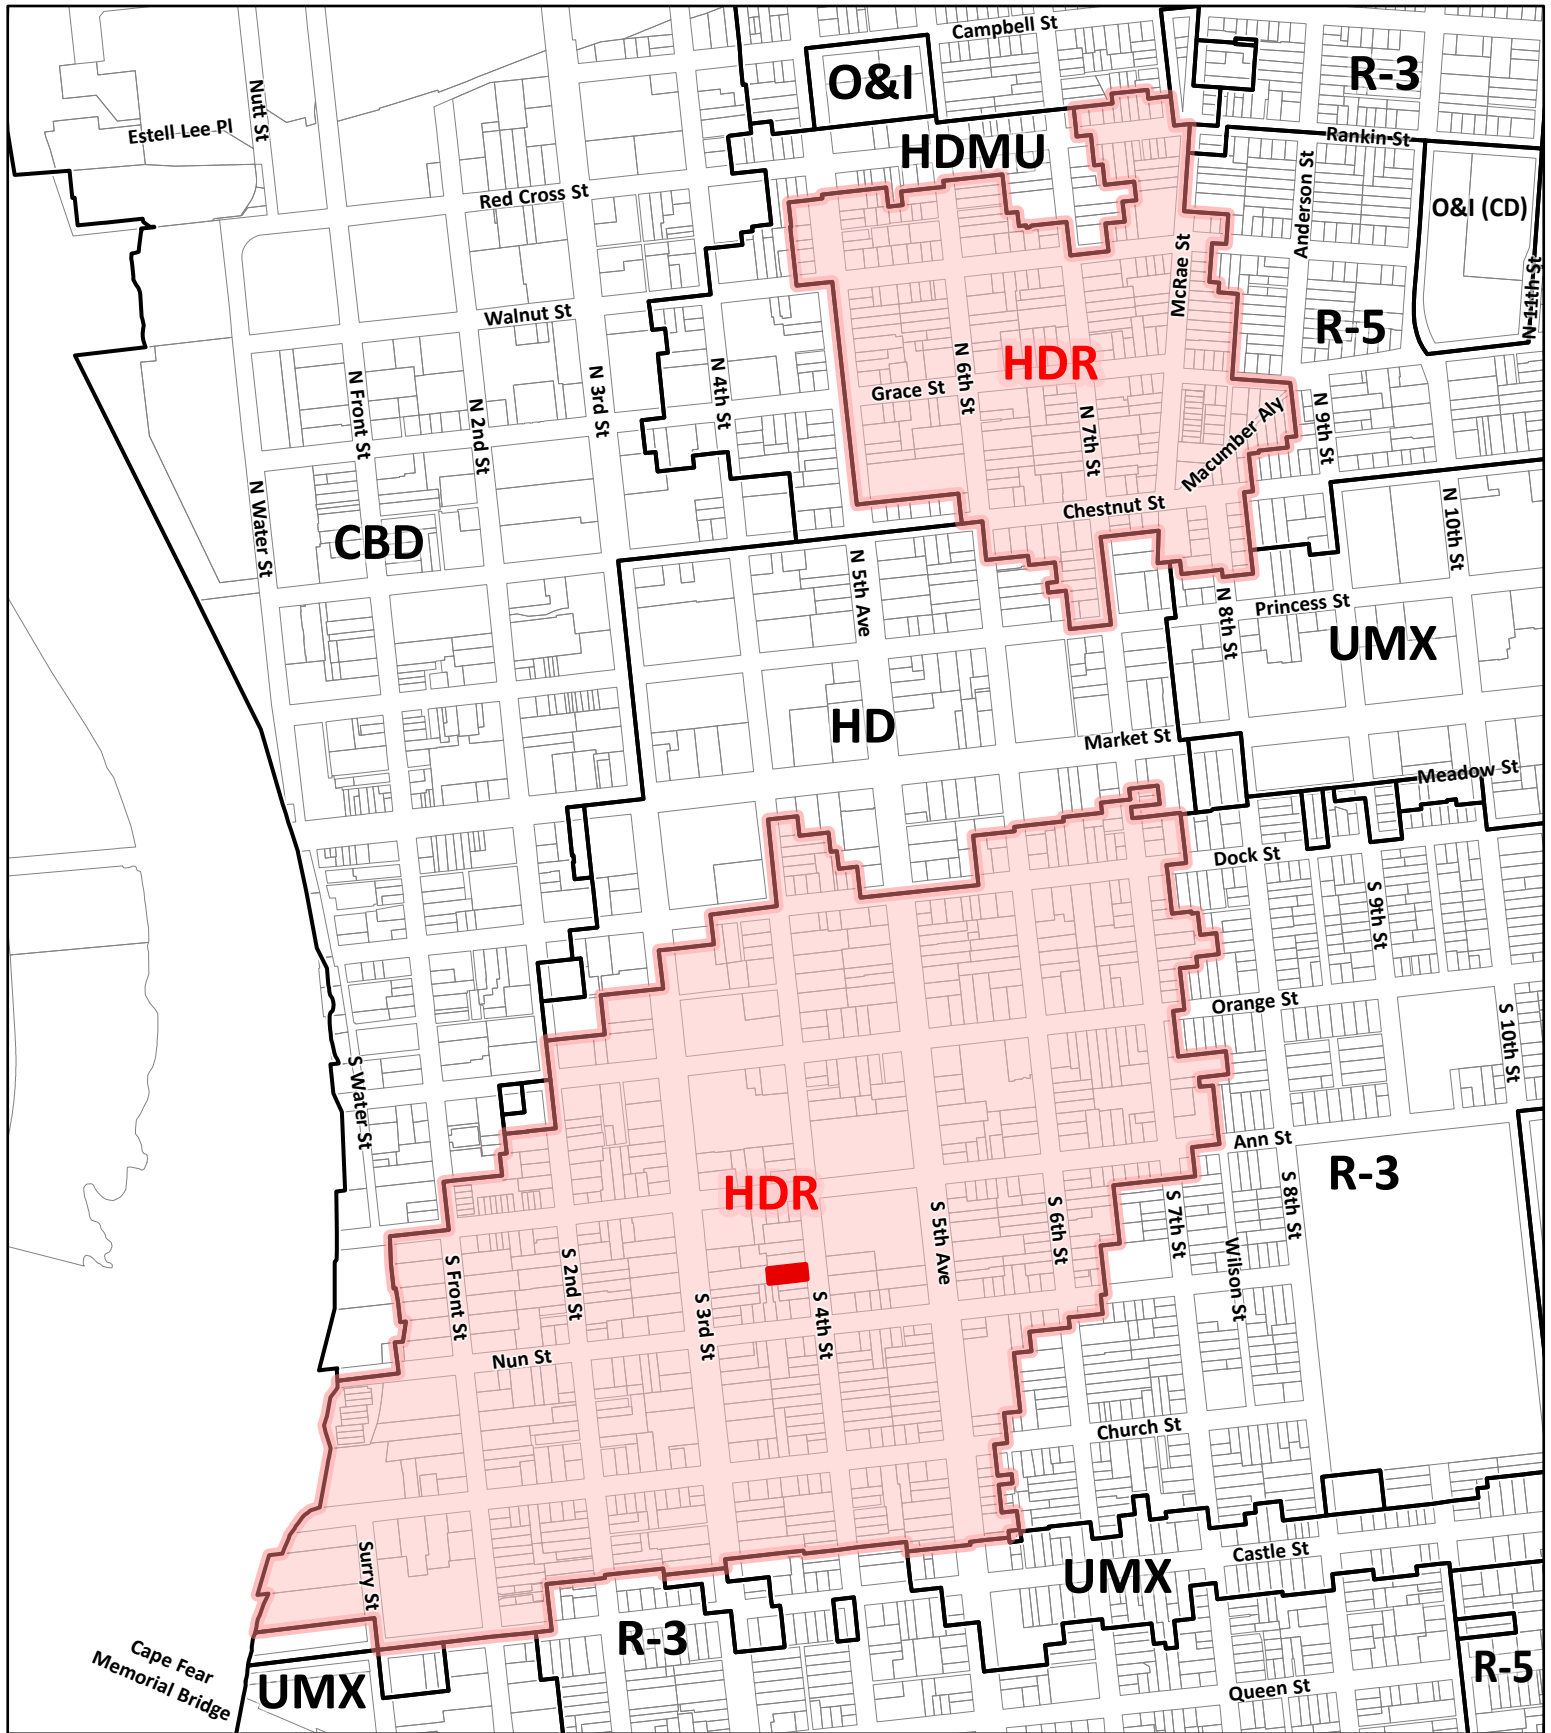 Campbell St
O&I
R-3
Nutt St
Estell Lee Pl
Rankin St
HDMU
Anderson St
Red Cross St
O&I (CD)
McRae St
N 11th St
Walnut St
R-5
N 6th St
HDR
N 4th St
N 3rd St
N Front St
Grace St
N 2nd St
N 7th St
N 9th St
Macumber Aly
Chestnut St
N Water St
N 10th St
CBD
N 5th Ave
N 8th St
Princess St
UMX
HD
Market St
Meadow St
Dock St
S 9th St
Orange St
S 10th St
S Water St
Ann St
R-3
HDR
S 8th St
S 7th St
S 6th St
S 5th Ave
Wilson St
S 2nd St
S Front St
S 3rd St
S 4th St
Nun St
Church St
Surry St
Castle St
UMX
R-3
Cape Fear
Memorial Bridge
UMX
R-5
Queen St